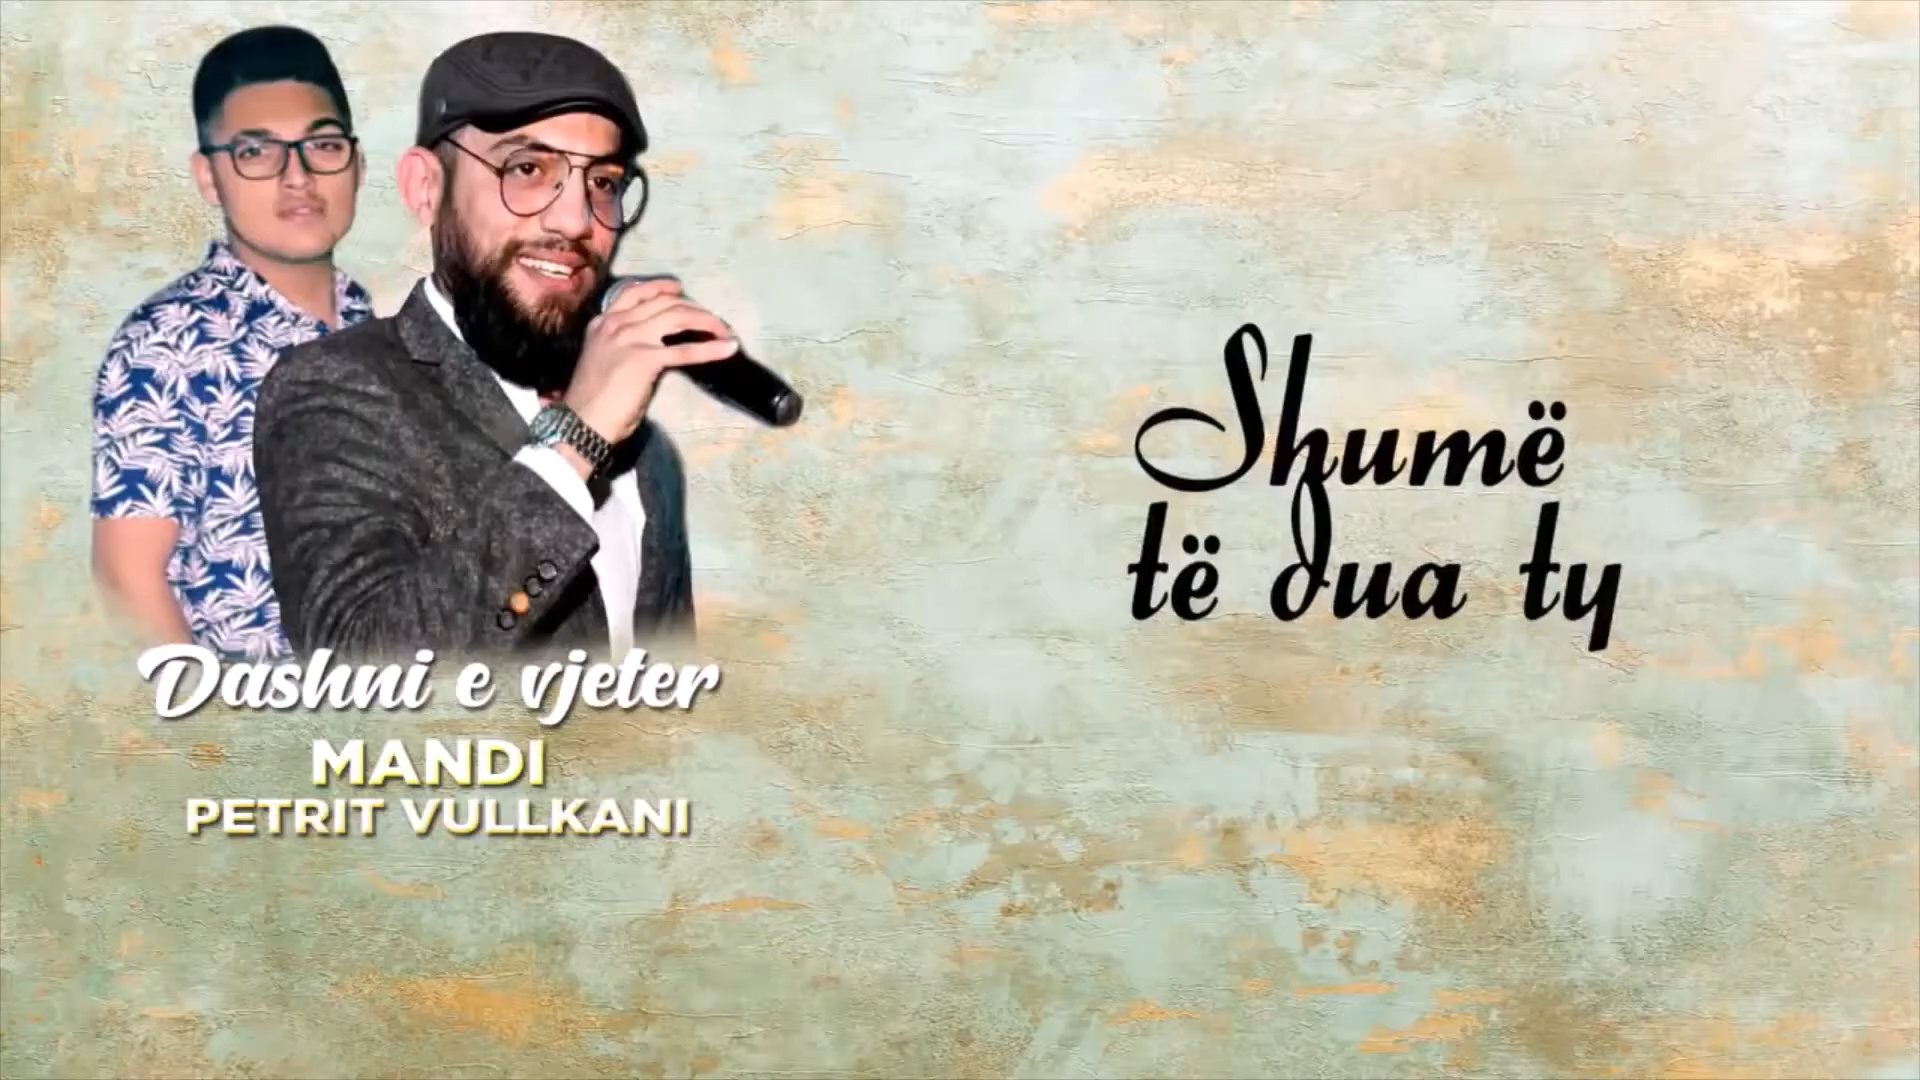 Dashni e vjeter
MANDI
PETRIT VULLKANI
Shumë
të dua ty